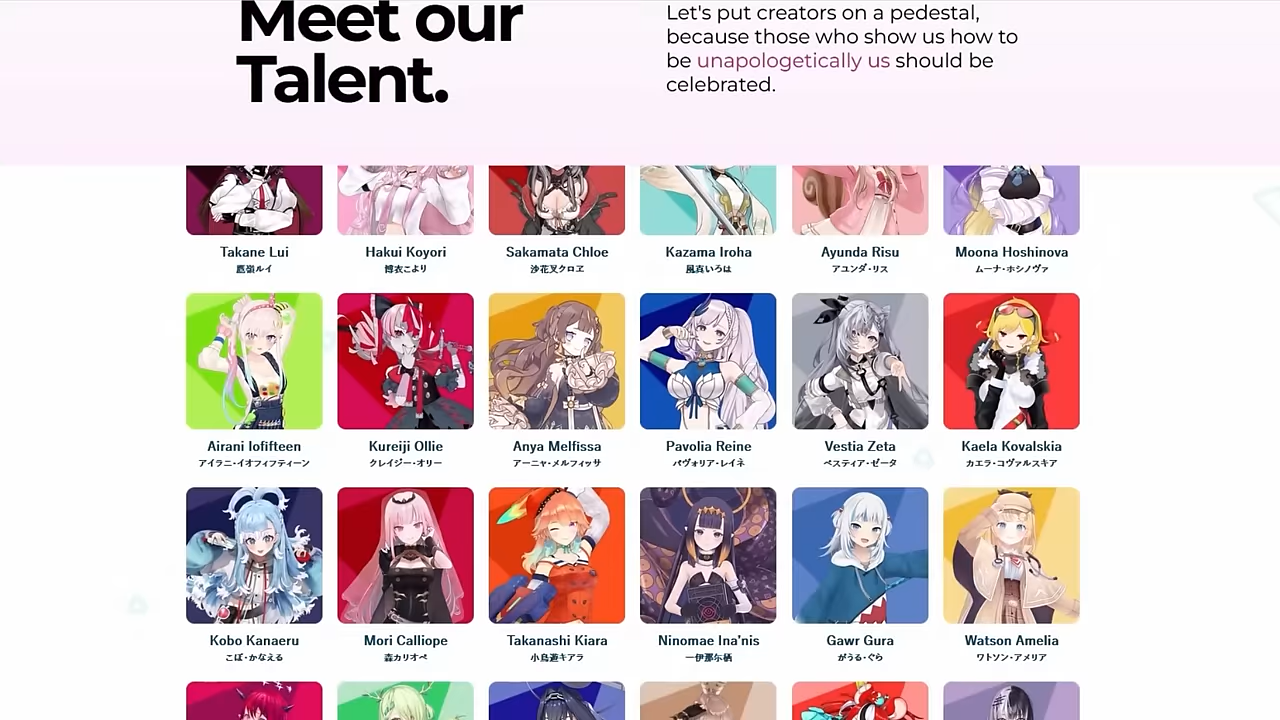 Meet our
Talent.
Let's put creators on a pedestal,
because those who show us how to
be unapologetically us should be
celebrated.
Takane Lui
鷹嶺ルイ
Hakui Koyori
博衣こより
Sakamata Chloe
沙花叉クロヱ
Kazama Iroha
風真いろは
Ayunda Risu
アユンダ・リス
Moona Hoshinova
ムーナ・ホシノヴァ
Airani Iofifteen
アイラニ・イオフィフティーン
Kureiji Ollie
クレイジー・オリー
Anya Melfissa
アーニャ・メルフィッサ
Pavolia Reine
パヴォリア・レイネ
Vestia Zeta
ベスティア・ゼータ
Kaela Kovalskia
カエラ・コヴァルスキア
Kobo Kanaeru
こぼ・かなえる
Mori Calliope
森カリオペ
Takanashi Kiara
小鳥遊キアラ
Ninomae Ina'nis
一伊那尓栖
Gawr Gura
がうる・ぐら
Watson Amelia
ワトソン・アメリア